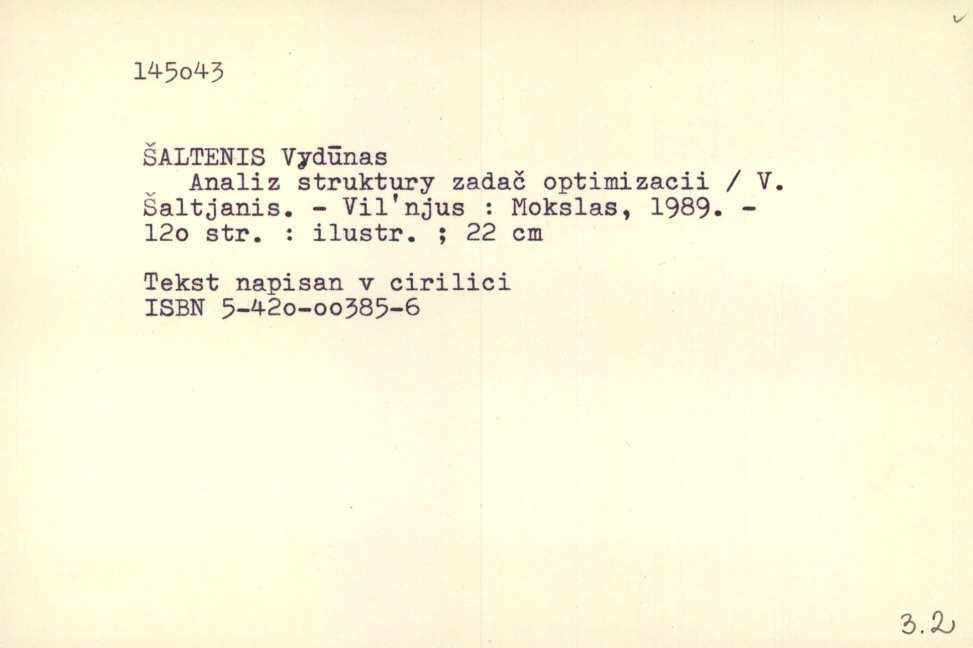 145o43
ŠALTENIS Vydūnas
Analiz struktury zadač optimizacii / V.
Šaltjanis. - Vil'njus : Mokslas, 1989. -
12o str. : ilustr. ; 22 cm
Tekst napisan v cirilici
ISBN 5-42o-oo385-6
3.2